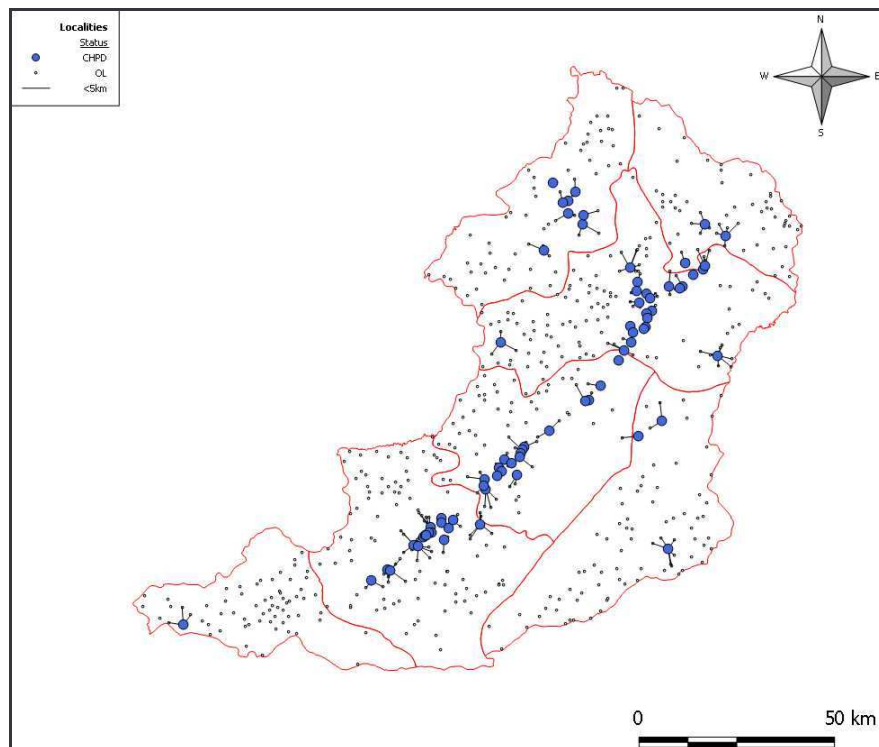 Localities
Status
CHPD
OL
<5km
N
W
E
S
0 50 km